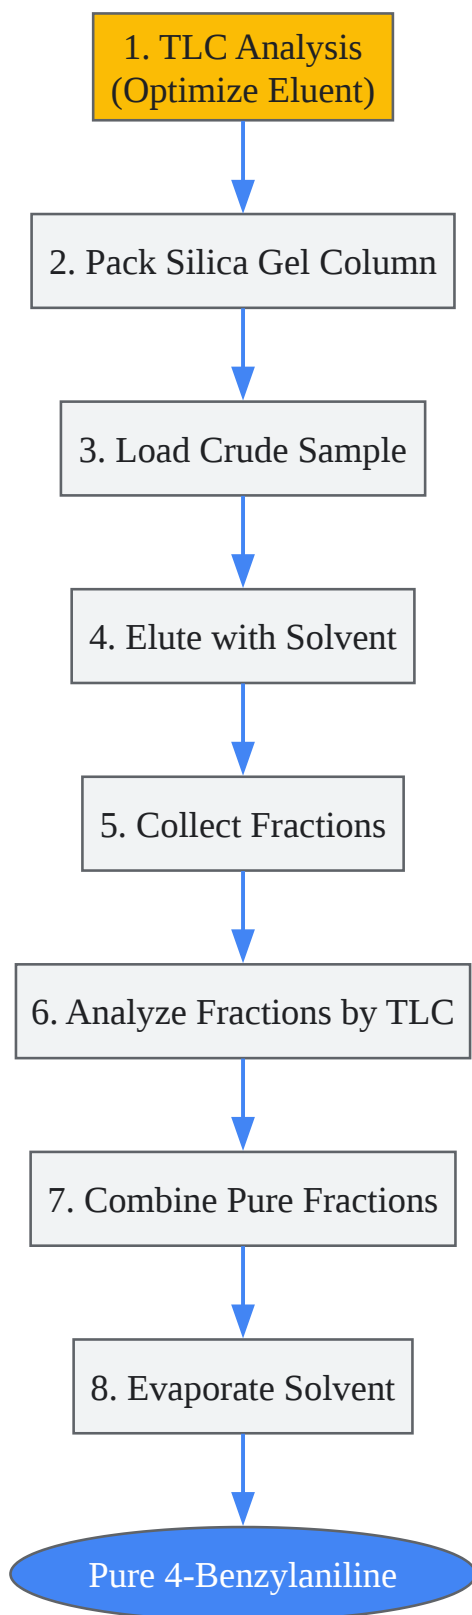 1. TLC Analysis
(Optimize Eluent)
2. Pack Silica Gel Column
3. Load Crude Sample
4. Elute with Solvent
5. Collect Fractions
6. Analyze Fractions by TLC
7. Combine Pure Fractions
8. Evaporate Solvent
Pure 4-Benzylaniline